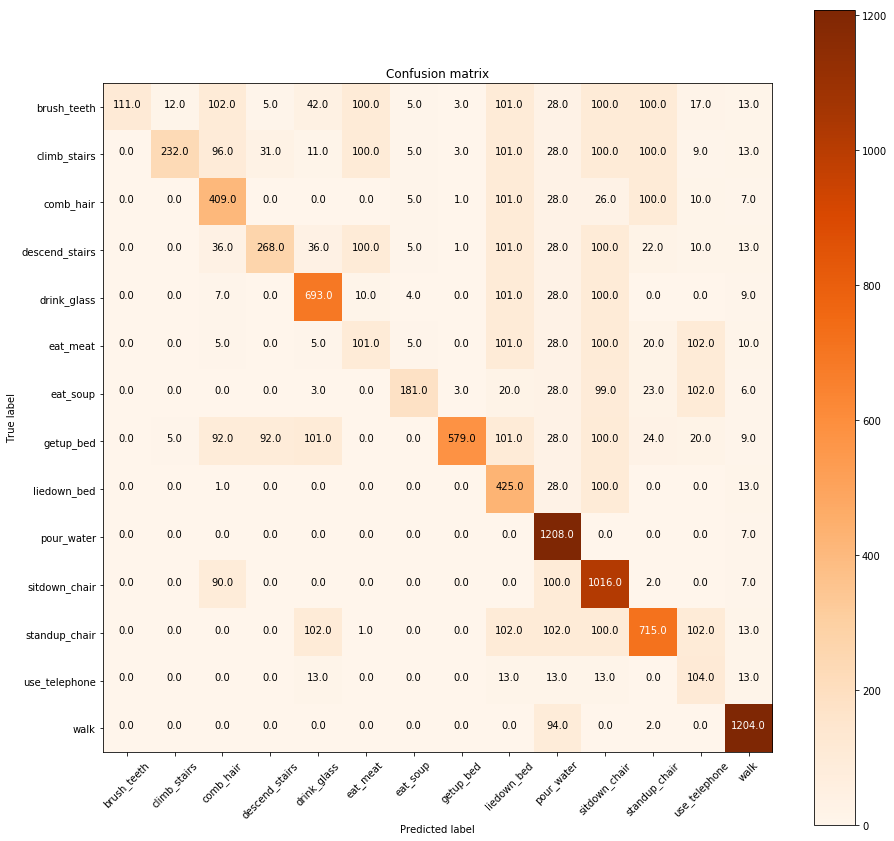 Confusion matrix
brush_teeth 111.0 12.0 102.0 5.0 42.0 100.0 5.0 3.0 101.0 28.0 100.0 100.0 17.0 13.0
climb_stairs 0.0 232.0 96.0 31.0 11.0 100.0 5.0 3.0 101.0 28.0 100.0 100.0 9.0 13.0
comb_hair 0.0 0.0 409.0 0.0 0.0 0.0 5.0 1.0 101.0 28.0 26.0 100.0 10.0 7.0
descend_stairs 0.0 0.0 36.0 268.0 36.0 100.0 5.0 1.0 101.0 28.0 100.0 22.0 10.0 13.0
drink_glass 0.0 0.0 7.0 0.0 693.0 10.0 4.0 0.0 101.0 28.0 100.0 0.0 0.0 9.0
eat_meat 0.0 0.0 5.0 0.0 5.0 101.0 5.0 0.0 101.0 28.0 100.0 20.0 102.0 10.0
eat_soup 0.0 0.0 0.0 0.0 3.0 0.0 181.0 3.0 20.0 28.0 99.0 23.0 102.0 6.0
getup_bed 0.0 5.0 92.0 92.0 101.0 0.0 0.0 579.0 101.0 28.0 100.0 24.0 20.0 9.0
liedown_bed 0.0 0.0 1.0 0.0 0.0 0.0 0.0 0.0 425.0 28.0 100.0 0.0 0.0 13.0
pour_water 0.0 0.0 0.0 0.0 0.0 0.0 0.0 0.0 0.0 1208.0 0.0 0.0 0.0 7.0
sitdown_chair 0.0 0.0 90.0 0.0 0.0 0.0 0.0 0.0 0.0 100.0 1016.0 2.0 0.0 7.0
standup_chair 0.0 0.0 0.0 0.0 102.0 1.0 0.0 0.0 102.0 102.0 100.0 715.0 102.0 13.0
use_telephone 0.0 0.0 0.0 0.0 13.0 0.0 0.0 0.0 13.0 13.0 13.0 0.0 104.0 13.0
walk 0.0 0.0 0.0 0.0 0.0 0.0 0.0 0.0 0.0 94.0 0.0 2.0 0.0 1204.0
True label
brush_teeth climb_stairs comb_hair descend_stairs drink_glass eat_meat eat_soup getup_bed liedown_bed pour_water sitdown_chair standup_chair use_telephone walk
Predicted label
1200
1000
800
600
400
200
0